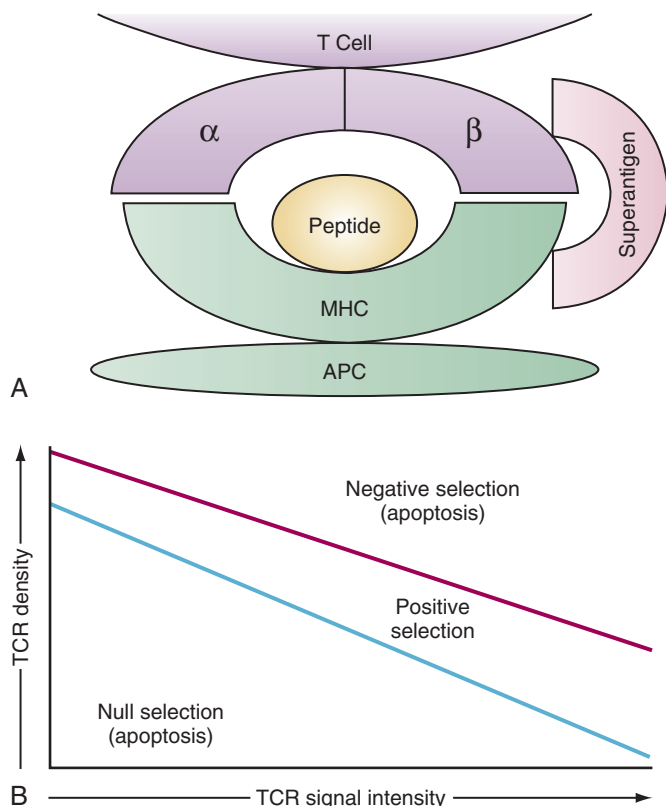 T Cell
α
β
Peptide
Superantigen
MHC
APC
A
Negative selection
(apoptosis)
TCR density
Positive
selection
Null selection
(apoptosis)
B
TCR signal intensity